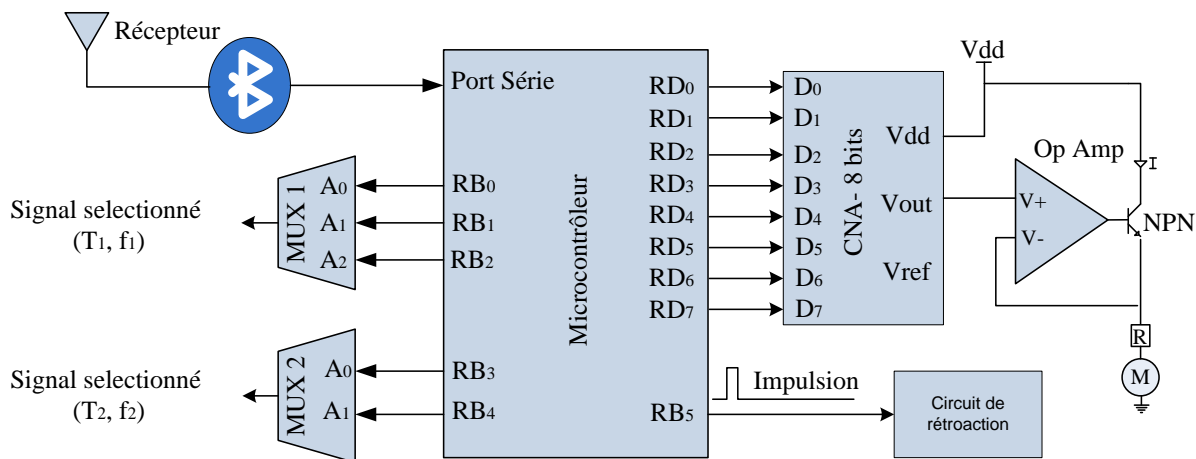 Récepteur
Port Série
Signal selectionné
(T1, f1)
MUX 1
A0
A1
A2
RB0
RB1
RB2
Signal selectionné
(T2, f2)
MUX 2
A0
A1
RB3
RB4
Microcontrôleur
RD0
RD1
RD2
RD3
RD4
RD5
RD6
RD7
RB5
D0
D1
D2
D3
D4
D5
D6
D7
CNA- 8 bits
Vdd
Vout
Vref
Vdd
Op Amp
I
V+
V-
NPN
R
M
Impulsion
Circuit de
rétroaction